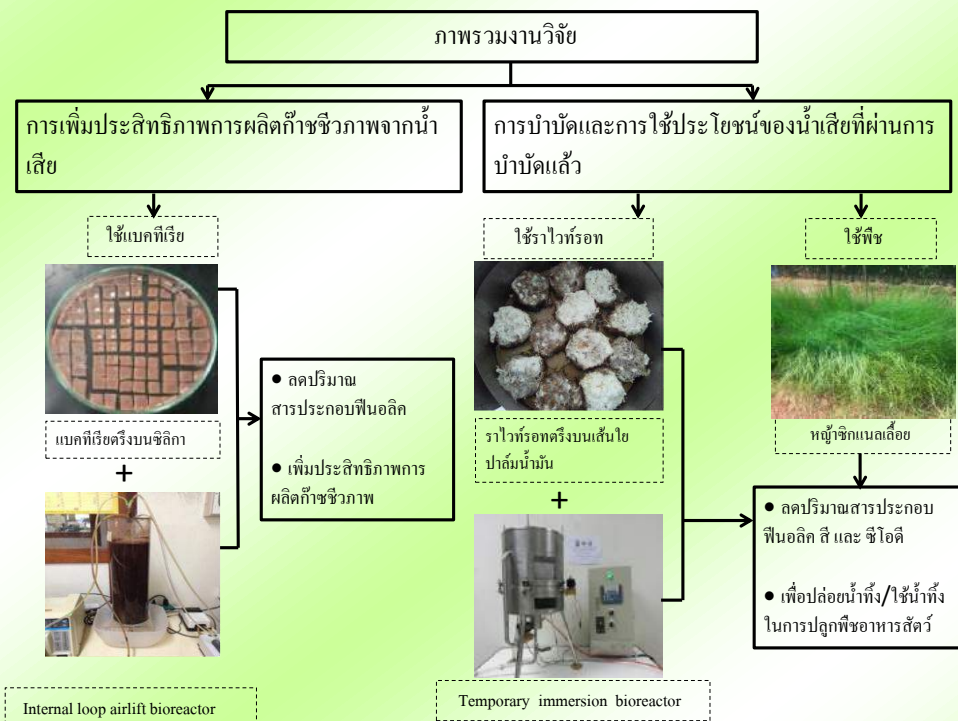 ภาพรวมงานวิจัย
การเพิ่มประสิทธิภาพการผลิตก๊าชชีวภาพจากน้ำ
เสีย
การบำบัดและการใช้ประโยชน์ของน้ำเสียที่ผ่านการ
บำบัดแล้ว
ใช้แบคทีเรีย
ใช้ราไวท์รอท
ใช้พืช
แบคทีเรียตรึงบนซิลิกา
+
Internal loop airlift bioreactor
● ลดปริมาณ
สารประกอบฟีนอลิค
● เพิ่มประสิทธิภาพการ
ผลิตก๊าซชีวภาพ
ราไวท์รอทตรึงบนเส้นใย
ปาล์มน้ำมัน
+
Temporary immersion bioreactor
หญ้าซิกแนลเลื้อย
● ลดปริมาณสารประกอบ
ฟีนอลิค สี และ ซีโอดี
● เพื่อปล่อยน้ำทิ้ง/ใช้น้ำทิ้ง
ในการปลูกพืชอาหารสัตว์